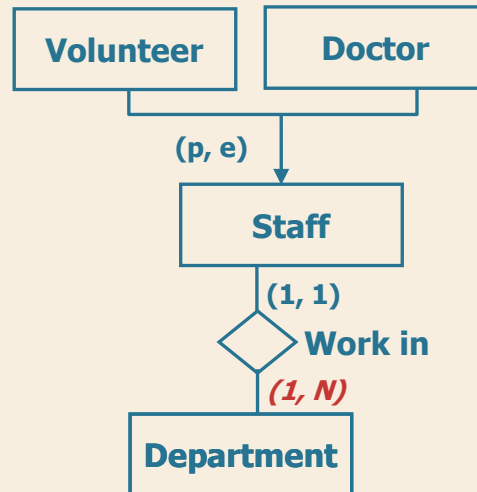 Volunteer
Doctor
(p, e)
Staff
(1, 1)
Work in
(1, N)
Department